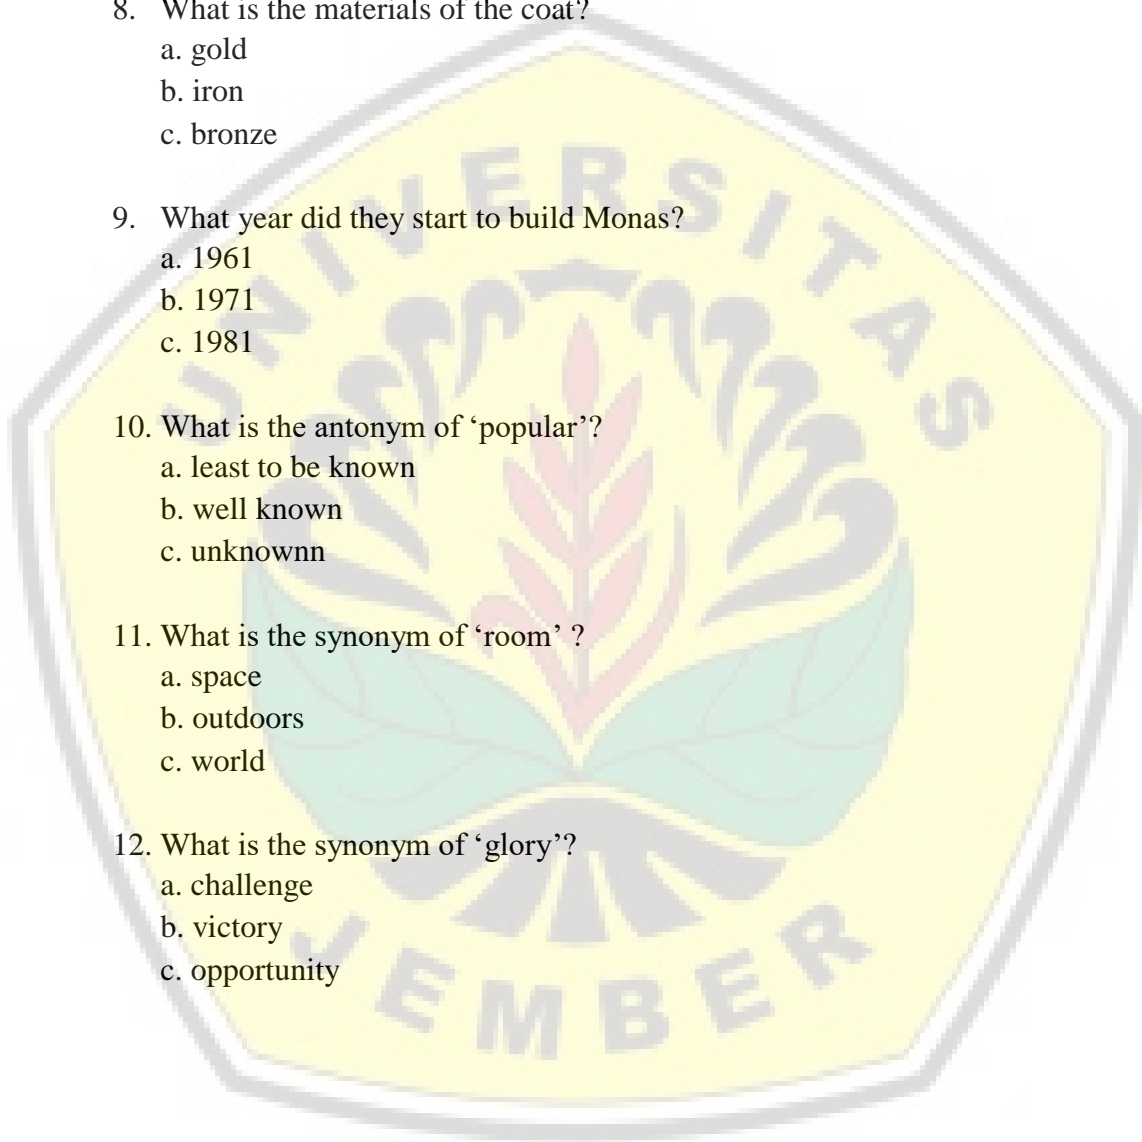 8. What is the materials of the coat?
a. gold
b. iron
c. bronze
9. What year did they start to build Monas?
a. 1961
b. 1971
c. 1981
10. What is the antonym of ‘popular’?
a. least to be known
b. well known
c. unknownn
11. What is the synonym of ‘room’ ?
a. space
b. outdoors
c. world
12. What is the synonym of ‘glory’?
a. challenge
b. victory
c. opportunity
UNIVERSITAS
JEMBER